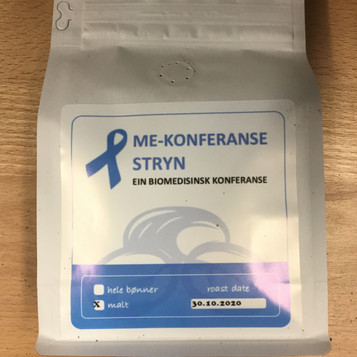 ME-KONFERANSE
STRYN
EIN BIOMEDISINSK KONFERANSE
hele bønner roast date
X malt 30.10.2020